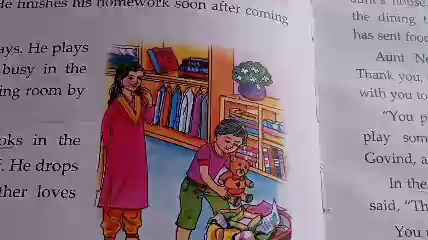 He finishes his homework soon after coming
ays. He plays
busy in the
ing room by
oks in the
. He drops
ther loves
the dining t
has sent food
Aunt Ne
Thank you,
with you to
"You p
play som
Govind, a
In the
said, "Th
You